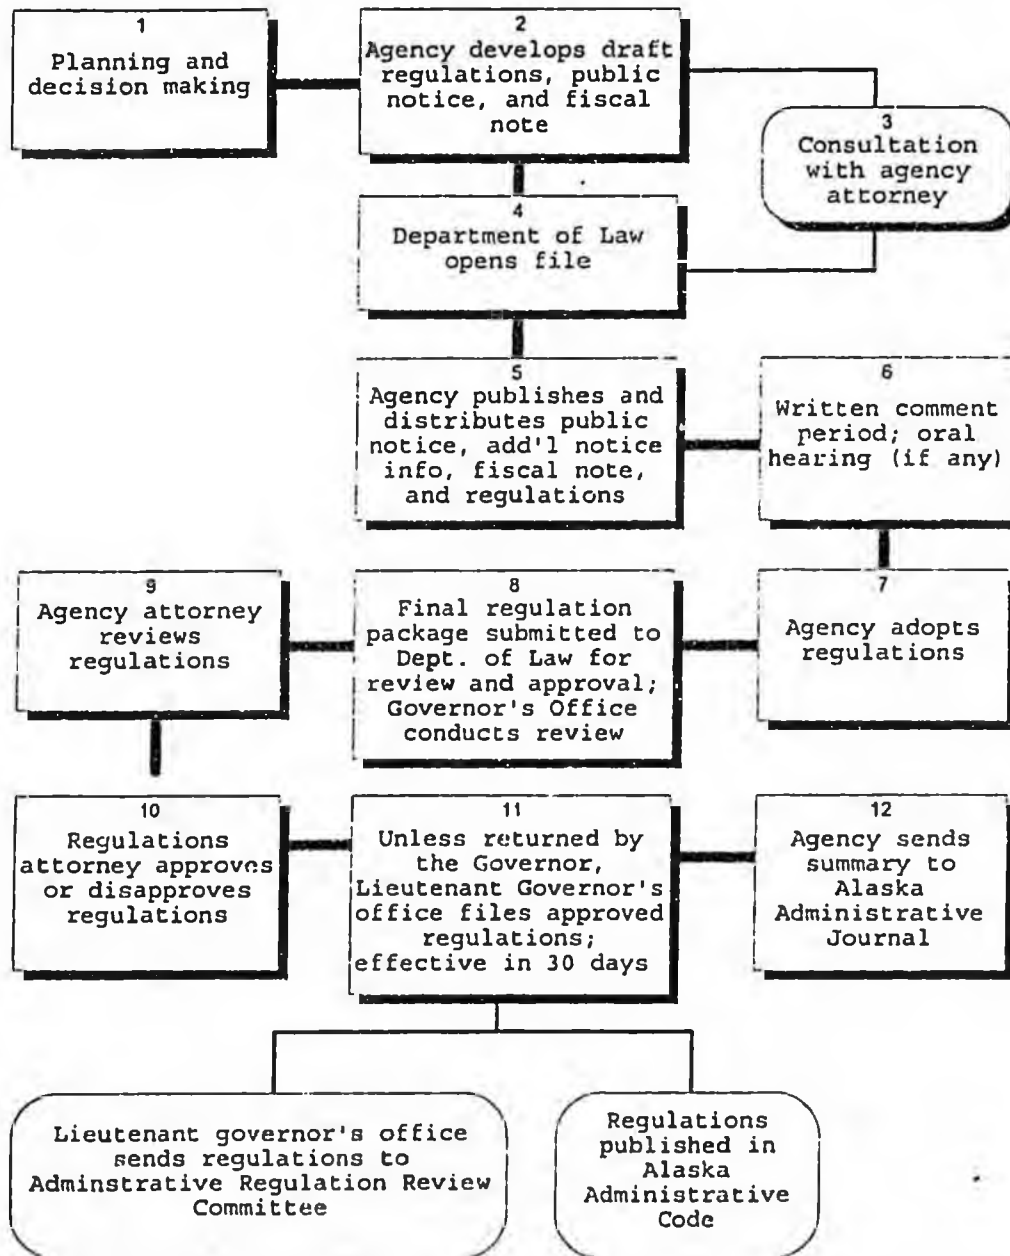 1
Planning and
decision making
2
Agency develops draft
regulations, public
notice, and fiscal
note
3
Consultation
with agency
attorney
4
Department of Law
opens file
5
Agency publishes and
distributes public
notice, add'l notice
info, fiscal note,
and regulations
6
Written comment
period; oral
hearing (if any)
7
Agency adopts
regulations
8
Final regulation
package submitted to
Dept. of Law for
review and approval;
Governor's Office
conducts review
9
Agency attorney
reviews
regulations
10
Regulations
attorney approves
or disapproves
regulations
11
Unless returned by
the Governor,
Lieutenant Governor's
office files approved
regulations;
effective in 30 days
12
Agency sends
summary to
Alaska
Administrative
Journal
Lieutenant governor's office
sends regulations to
Adminstrative Regulation Review
Committee
Regulations
published in
Alaska
Administrative
Code